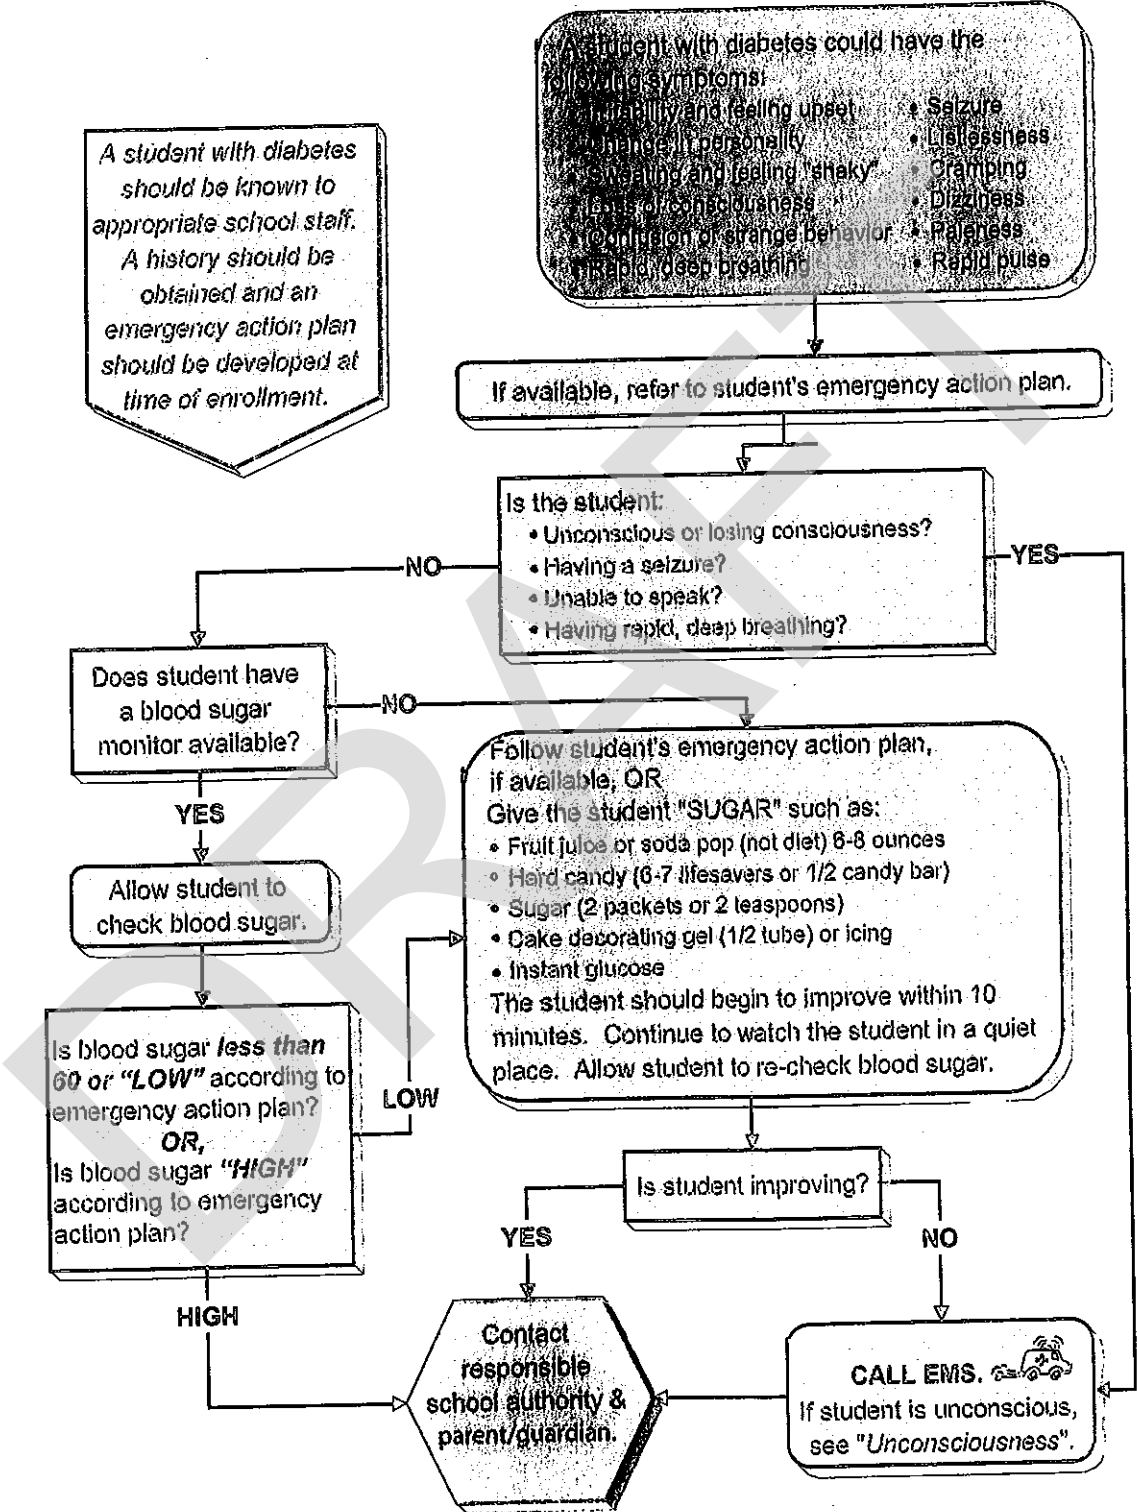 A student with diabetes could have the
following symptoms:
• Irritability and feeling upset
• Change in personality
• Sweating and feeling "shaky"
• Loss of consciousness
• Confusion or strange behavior
• Rapid, deep breathing
• Seizure
• Listlessness
• Cramping
• Dizziness
• Paleness
• Rapid pulse
A student with diabetes
should be known to
appropriate school staff.
A history should be
obtained and an
emergency action plan
should be developed at
time of enrollment.
If available, refer to student's emergency action plan.
Is the student:
• Unconscious or losing consciousness?
• Having a seizure?
• Unable to speak?
• Having rapid, deep breathing?
NO
YES
Does student have
a blood sugar
monitor available?
NO
YES
Allow student to
check blood sugar.
Is blood sugar less than
60 or "LOW" according to
emergency action plan?
OR,
Is blood sugar "HIGH"
according to emergency
action plan?
LOW
HIGH
Follow student's emergency action plan,
if available, OR
Give the student "SUGAR" such as:
• Fruit juice or soda pop (not diet) 6-8 ounces
• Hard candy (6-7 lifesavers or 1/2 candy bar)
• Sugar (2 packets or 2 teaspoons)
• Cake decorating gel (1/2 tube) or icing
• Instant glucose
The student should begin to improve within 10
minutes. Continue to watch the student in a quiet
place. Allow student to re-check blood sugar.
Is student improving?
YES
NO
Contact
responsible
school authority &
parent/guardian.
CALL EMS.
If student is unconscious,
see "Unconsciousness".
DRAFT